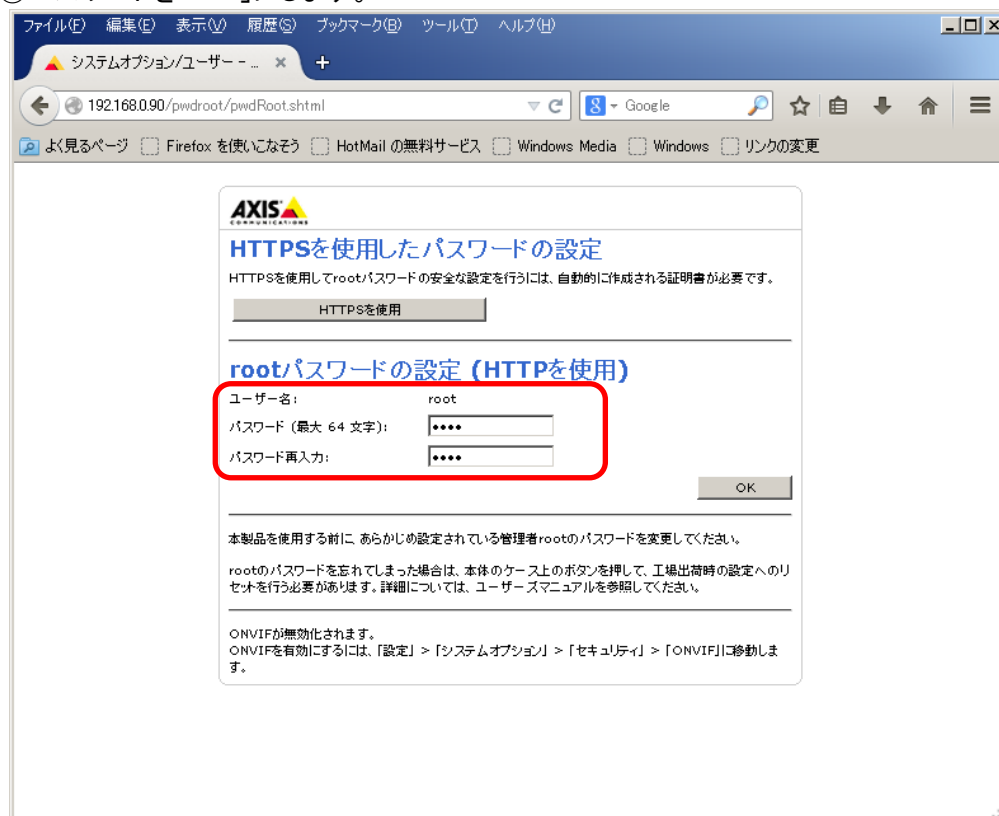 ファイル(F) 編集(E) 表示(V) 履歴(S) ブックマーク(B) ツール(T) ヘルプ(H)
システムオプション/ユーザー - - ...
192.168.0.90/pwdroot/pwdRoot.shtml
Google
よく見るページ Firefox を使いこなそう HotMail の無料サービス Windows Media Windows リンクの変更
AXIS
COMMUNICATIONS
HTTPSを使用したパスワードの設定
HTTPSを使用してrootパスワードの安全な設定を行うには、自動的に作成される証明書が必要です。
HTTPSを使用
rootパスワードの設定 (HTTPを使用)
ユーザー名: root
パスワード (最大 64 文字): ••••
パスワード再入力: ••••
OK
本製品を使用する前に、あらかじめ設定されている管理者rootのパスワードを変更してください。
rootのパスワードを忘れてしまった場合は、本体のケース上のボタンを押して、工場出荷時の設定へのリ
セットを行う必要があります。詳細については、ユーザーズマニュアルを参照してください。
ONVIFが無効化されます。
ONVIFを有効にするには、「設定」 > 「システムオプション」 > 「セキュリティ」 > 「ONVIF」に移動しま
す。